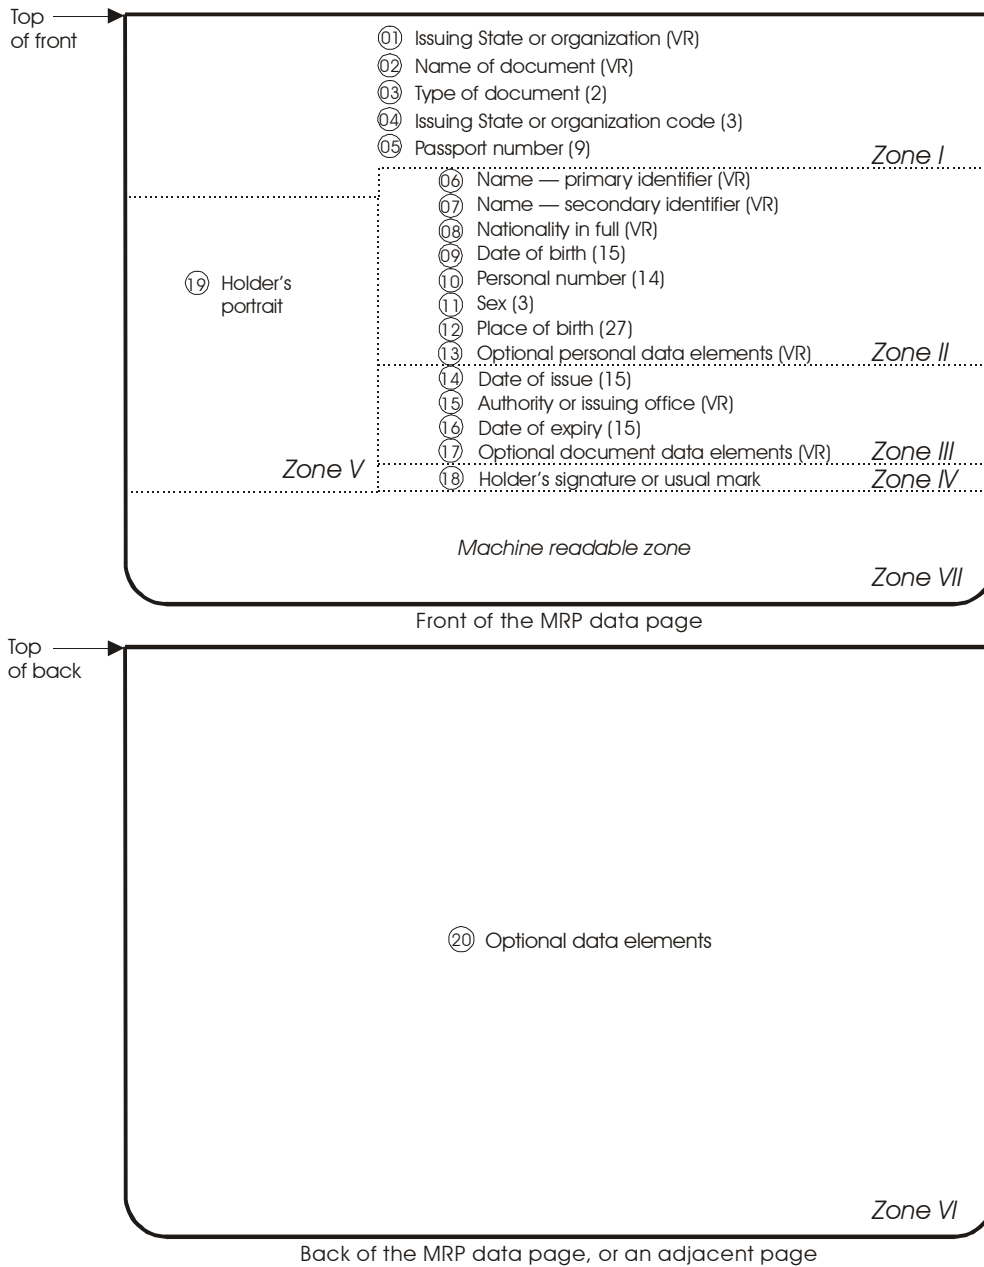 Top
of front
01 Issuing State or organization (VR)
02 Name of document (VR)
03 Type of document (2)
04 Issuing State or organization code (3)
05 Passport number (9)
Zone I
06 Name — primary identifier (VR)
07 Name — secondary identifier (VR)
08 Nationality in full (VR)
09 Date of birth (15)
10 Personal number (14)
11 Sex (3)
12 Place of birth (27)
13 Optional personal data elements (VR)
Zone II
19 Holder's
portrait
Zone V
14 Date of issue (15)
15 Authority or issuing office (VR)
16 Date of expiry (15)
17 Optional document data elements (VR)
Zone III
18 Holder's signature or usual mark
Zone IV
Machine readable zone
Zone VII
Front of the MRP data page
Top
of back
20 Optional data elements
Zone VI
Back of the MRP data page, or an adjacent page